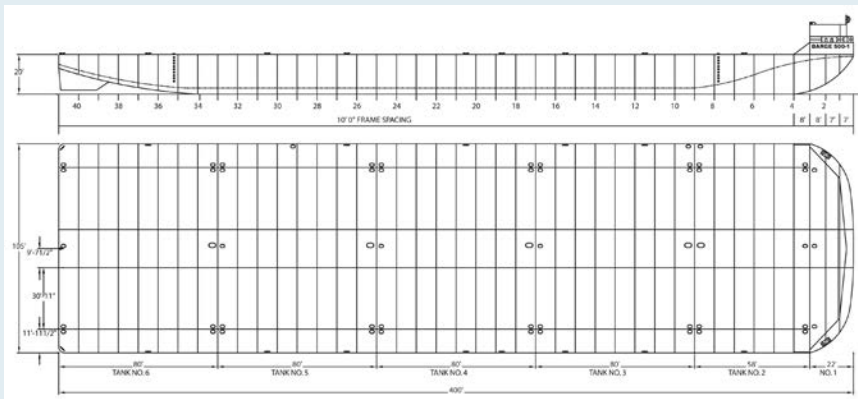 BARGE 500-1
20'
40 38 36 34 32 30 28 26 24 22 20 18 16 14 12 10 8 6 4 2
10' 0" FRAME SPACING
8' 8' 7' 7'
105'
9'-7 1/2"
30'-11"
11'-11 1/2"
80' 80' 80' 80' 58' 22'
TANK NO. 6 TANK NO. 5 TANK NO. 4 TANK NO. 3 TANK NO. 2 NO. 1
400'